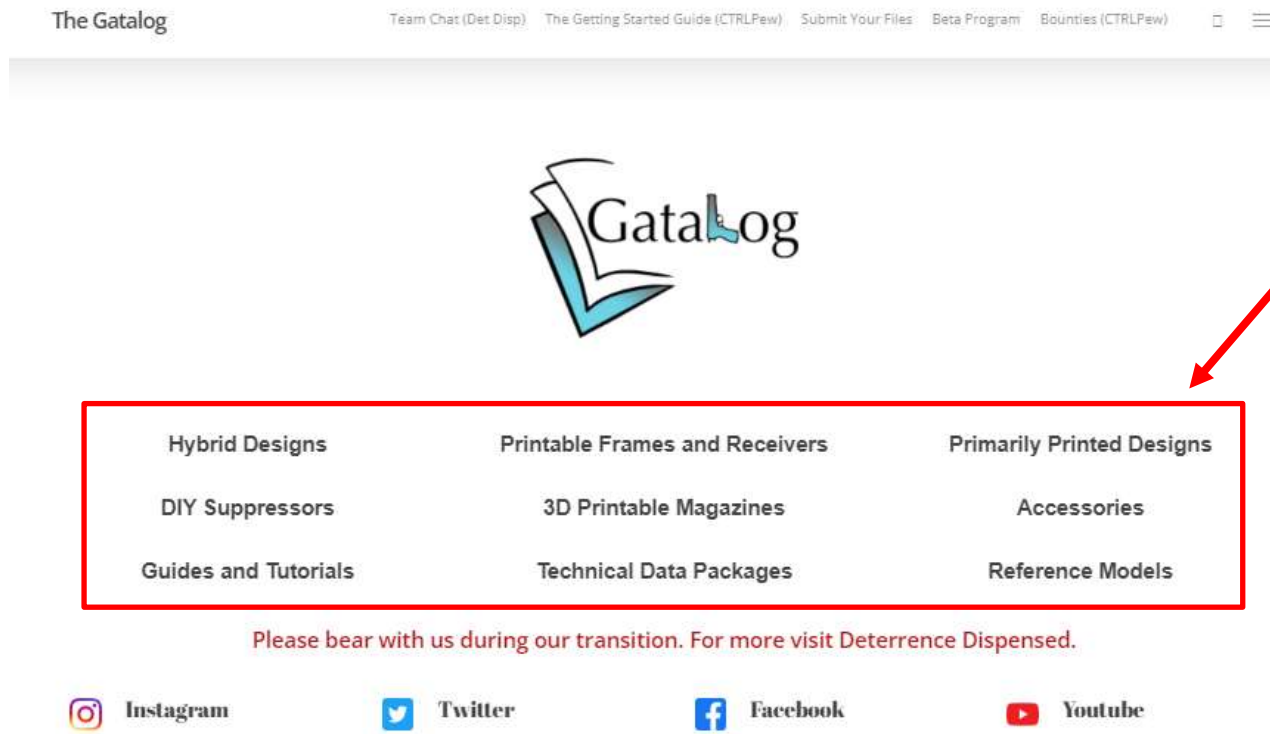 The Gatalog Team Chat (Det Disp) The Getting Started Guide (CTRLPew) Submit Your Files Beta Program Bounties (CTRLPew)
GataLog
Hybrid Designs Printable Frames and Receivers Primarily Printed Designs
DIY Suppressors 3D Printable Magazines Accessories
Guides and Tutorials Technical Data Packages Reference Models
Please bear with us during our transition. For more visit Deterrence Dispensed.
Instagram Twitter Facebook Youtube